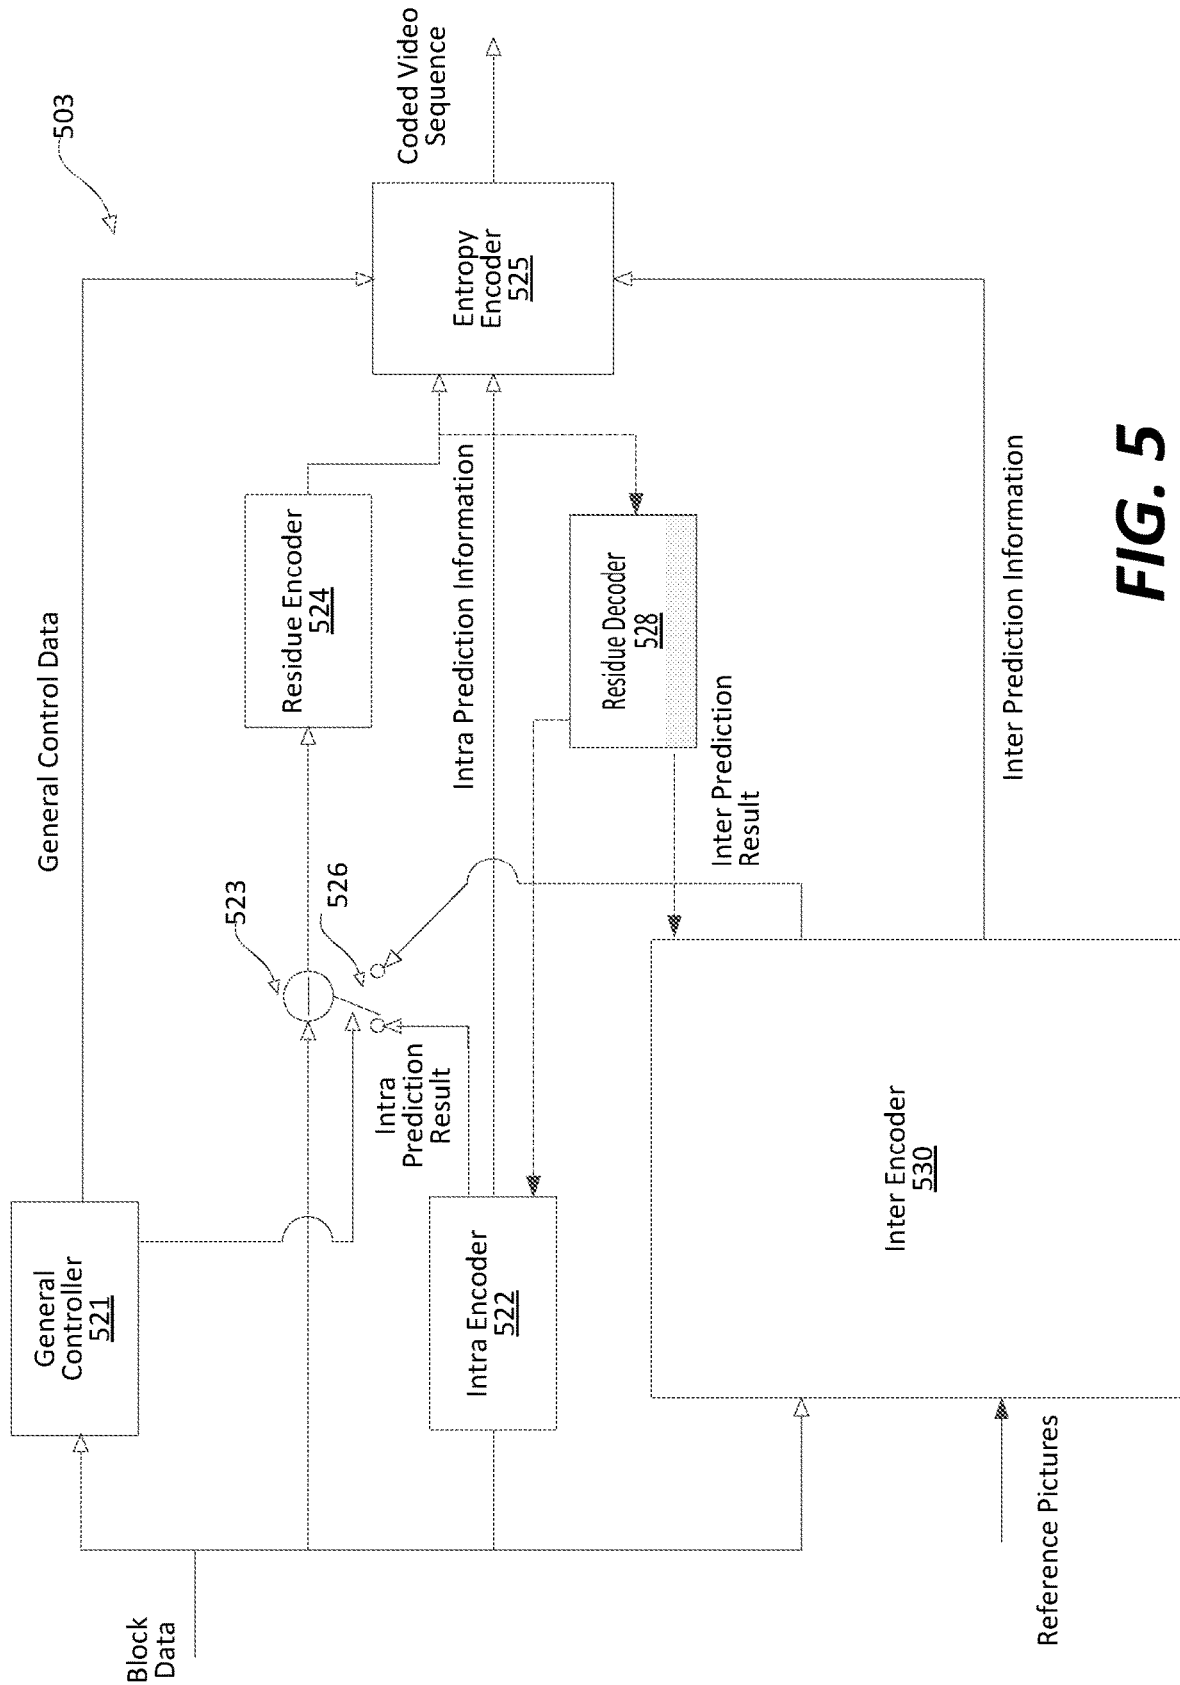 503
Block
Data
General
Controller
521
General Control Data
523
526
Residue Encoder
524
Coded Video
Sequence
Entropy
Encoder
525
Intra
Prediction
Result
Intra Prediction Information
Intra Encoder
522
Residue Decoder
528
Inter Prediction
Result
Inter Encoder
530
Reference Pictures
Inter Prediction Information
FIG. 5